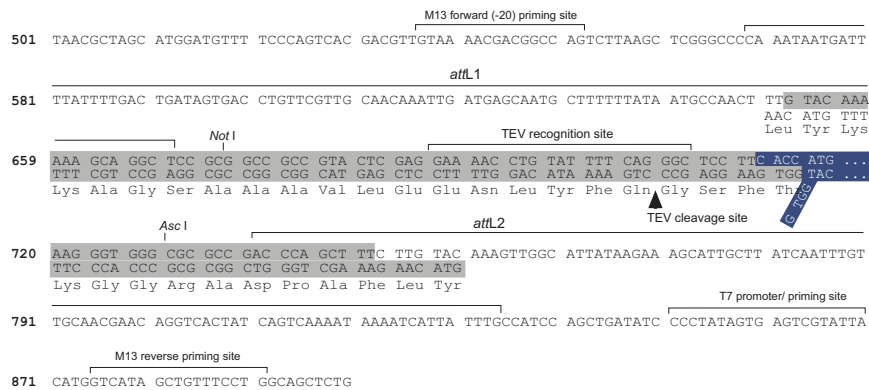 M13 forward (-20) priming site
501 TAACGCTAGC ATGGATGTTT TCCCAGTCAC GACGTTGTAA AACGACGGCC AGTCTTAAGC TCGGGCCCCA AATAATGATT
attL1
581 TTATTTTGAC TGATAGTGAC CTGTTCGTTG CAACAAATTG ATGAGCAATG CTTTTTTATA ATGCCAACT TTG TAC AAA
AAC ATG TTT
Leu Tyr Lys
Not I TEV recognition site
659 AAA GCA GGC TCC GCG GCC GCC GTA CTC GAG GAA AAC CTG TAT TTT CAG GGC TCC TTC ACC ATG ...
TTT CGT CCG AGG CGC CGG CGG CAT GAG CTC CTT TTG GAC ATA AAA GTC CCG AGG AAG TGG TAC ...
Lys Ala Gly Ser Ala Ala Ala Val Leu Glu Glu Asn Leu Tyr Phe Gln Gly Ser Phe Thr
G TGG
TEV cleavage site
Asc I attL2
720 AAG GGT GGG CGC GCC GAC CCA GCT TTC TTG TAC AAAGTTGGC ATTATAAGAA AGCATTGCTT ATCAATTTGT
TTC CCA CCC GCG CGG CTG GGT CGA AAG AAC ATG
Lys Gly Gly Arg Ala Asp Pro Ala Phe Leu Tyr
T7 promoter/ priming site
791 TGCAACGAAC AGGTCACTAT CAGTCAAAAT AAAATCATTA TTTGCCATCC AGCTGATATC CCCTATAGTG AGTCGTATTA
M13 reverse priming site
871 CATGGTCATA GCTGTTTCCT GGCAGCTCTG